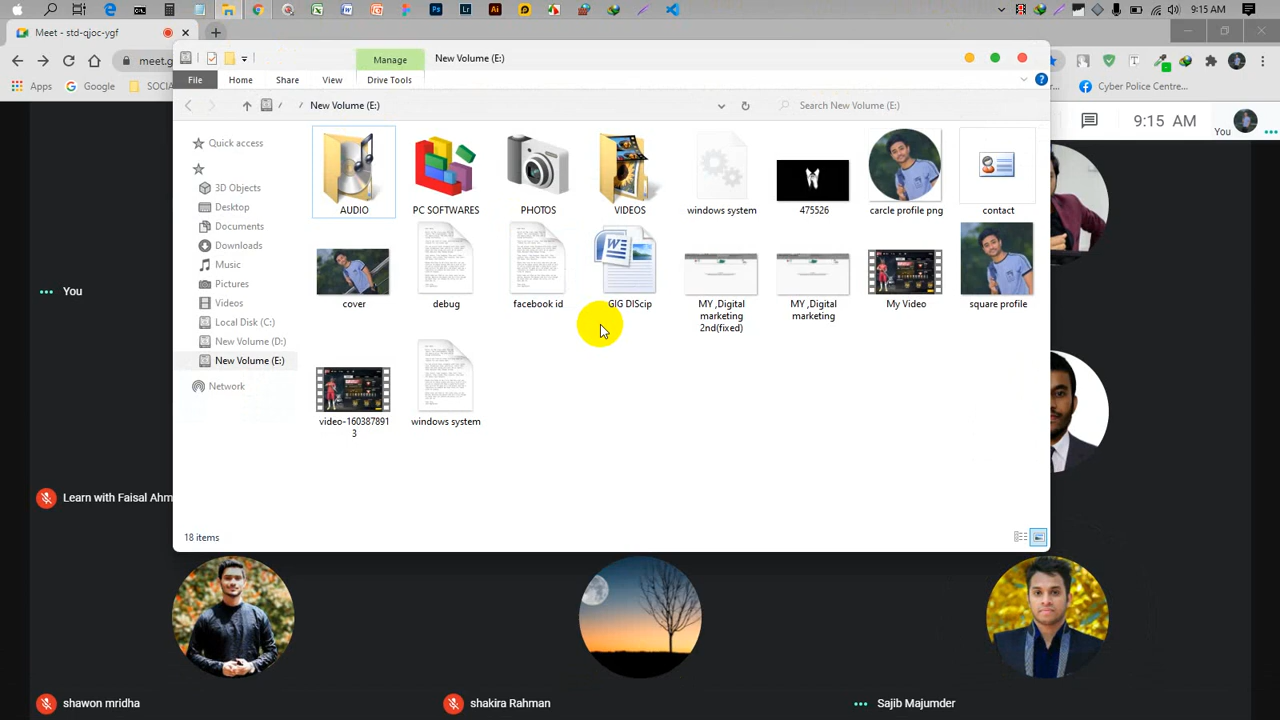 9:15 AM
Meet - std-qjoc-ygf
New Volume (E:)
Manage
meet.g
File
Home
Share
View
Drive Tools
Apps
Google
SOCIA
New Volume (E:)
Search New Volume (E:)
Cyber Police Centre...
9:15 AM
You
Quick access
3D Objects
Desktop
Documents
Downloads
Music
Pictures
Videos
Local Disk (C:)
New Volume (D:)
New Volume (E:)
Network
AUDIO
PC SOFTWARES
PHOTOS
VIDEOS
windows system
475526
carcle profile png
contact
cover
debug
facebook id
GIG DIScip
MY ,Digital
marketing
2nd(fixed)
MY ,Digital
marketing
My Video
square profile
video-160387891
3
windows system
18 items
You
Learn with Faisal Ahm
shawon mridha
shakira Rahman
Sajib Majumder